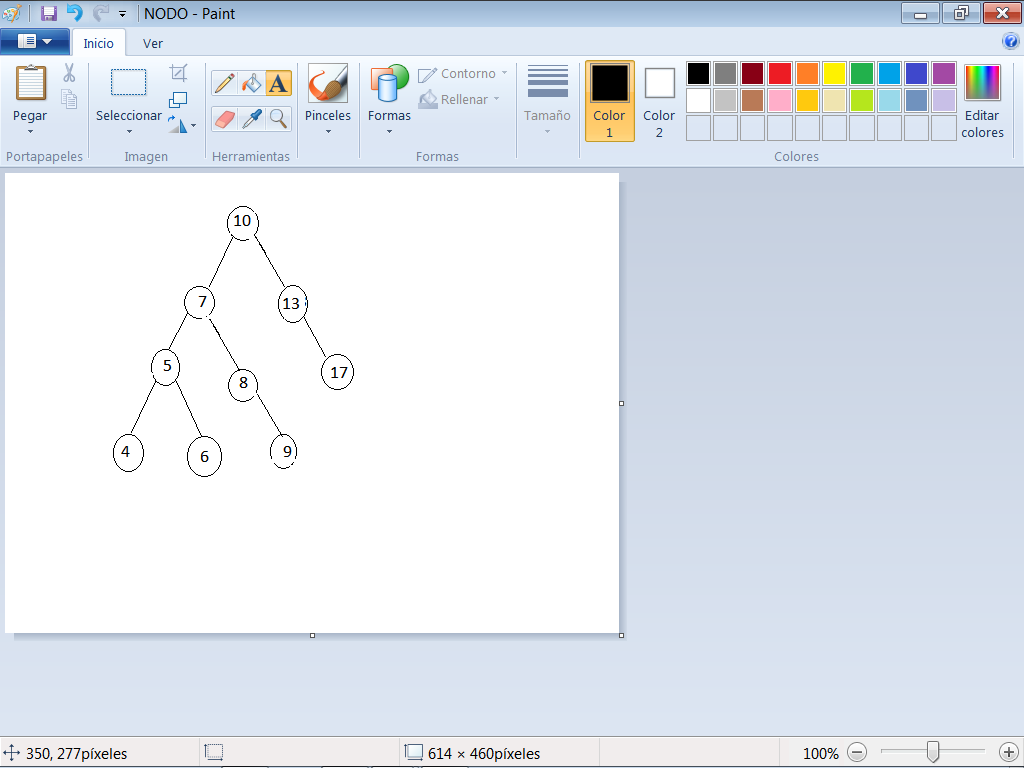 NODO - Paint
Inicio Ver
Pegar
Seleccionar
Pinceles
Formas
Contorno
Rellenar
Tamaño
Color 1
Color 2
Editar colores
Portapapeles Imagen Herramientas Formas Colores
10
7 13
5 8 17
4 6 9
350, 277píxeles 614 × 460píxeles 100%